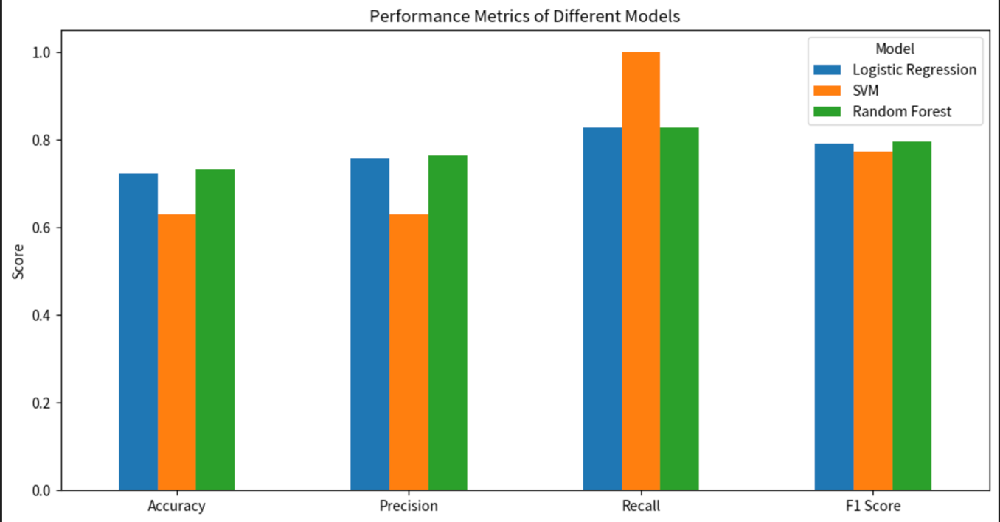 Performance Metrics of Different Models
Model
Logistic Regression
SVM
Random Forest
1.0
0.8
0.6
0.4
0.2
0.0
Score
Accuracy
Precision
Recall
F1 Score